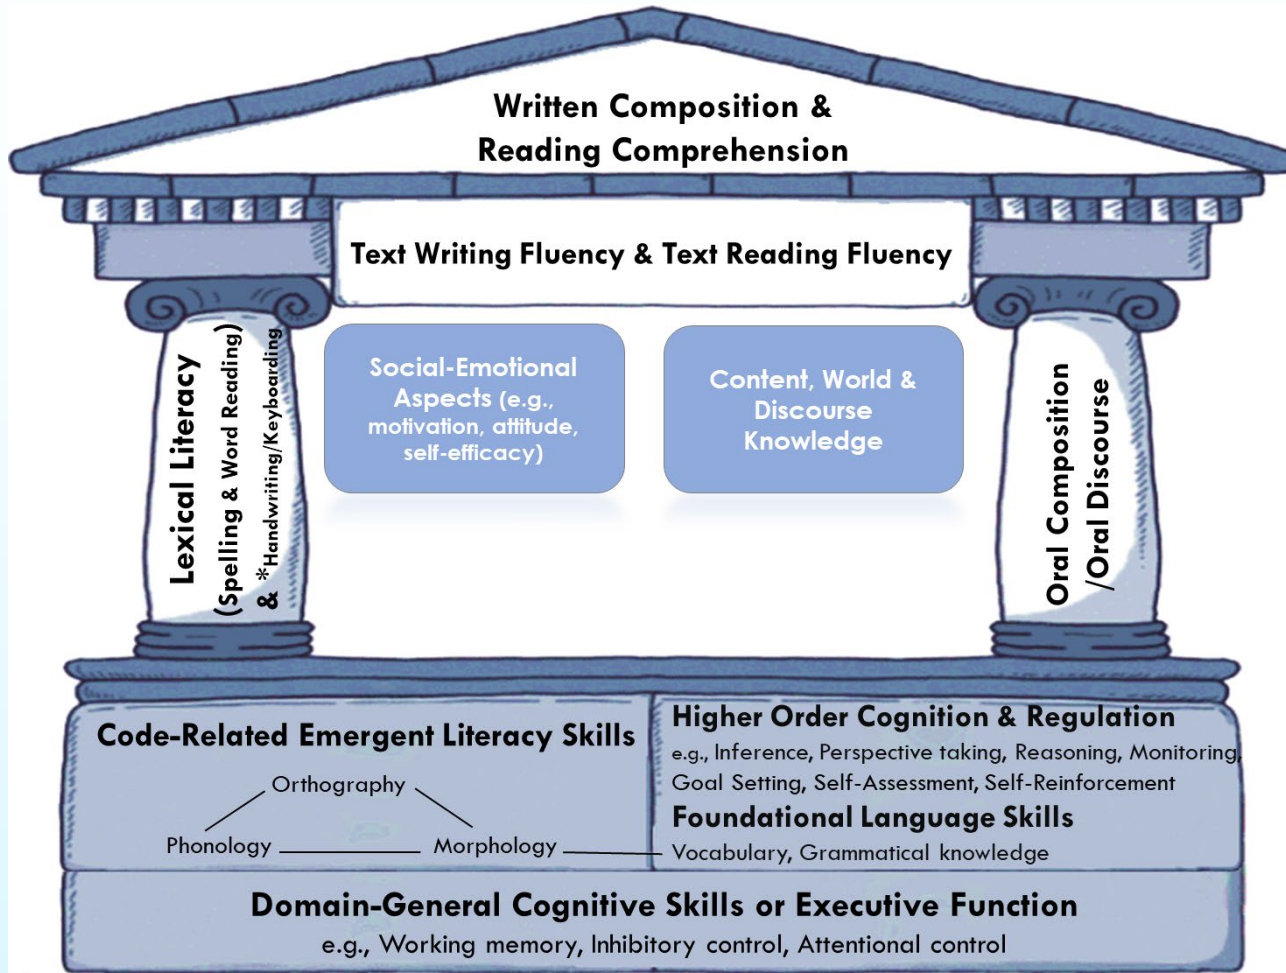 Written Composition &
Reading Comprehension
Text Writing Fluency & Text Reading Fluency
Lexical Literacy
(Spelling & Word Reading)
& *Handwriting/Keyboarding
Social-Emotional
Aspects (e.g.,
motivation, attitude,
self-efficacy)
Content, World &
Discourse
Knowledge
Oral Composition
/Oral Discourse
Code-Related Emergent Literacy Skills
Orthography
Phonology
Morphology
Higher Order Cognition & Regulation
e.g., Inference, Perspective taking, Reasoning, Monitoring,
Goal Setting, Self-Assessment, Self-Reinforcement
Foundational Language Skills
Vocabulary, Grammatical knowledge
Domain-General Cognitive Skills or Executive Function
e.g., Working memory, Inhibitory control, Attentional control